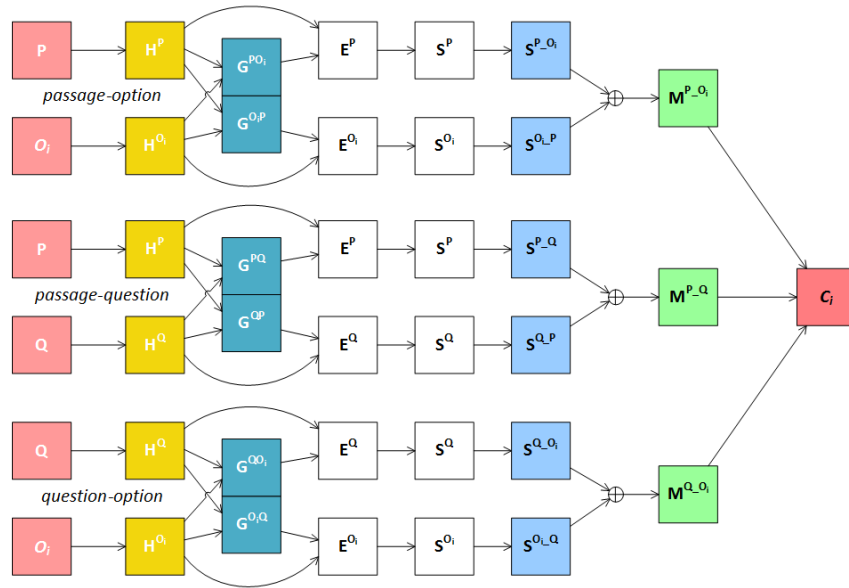 P H^P G^{PO_i} E^P S^P S^{P_O_i}
passage-option G^{O_iP} M^{P_O_i}
O_i H^{O_i} E^{O_i} S^{O_i} S^{O_i_P}
P H^P G^{PQ} E^P S^P S^{P_Q}
passage-question M^{P_Q} C_i
Q H^Q G^{QP} E^Q S^Q S^{Q_P}
Q H^Q G^{QO_i} E^Q S^Q S^{Q_O_i}
question-option M^{Q_O_i}
O_i H^{O_i} G^{O_iQ} E^{O_i} S^{O_i} S^{O_i_Q}